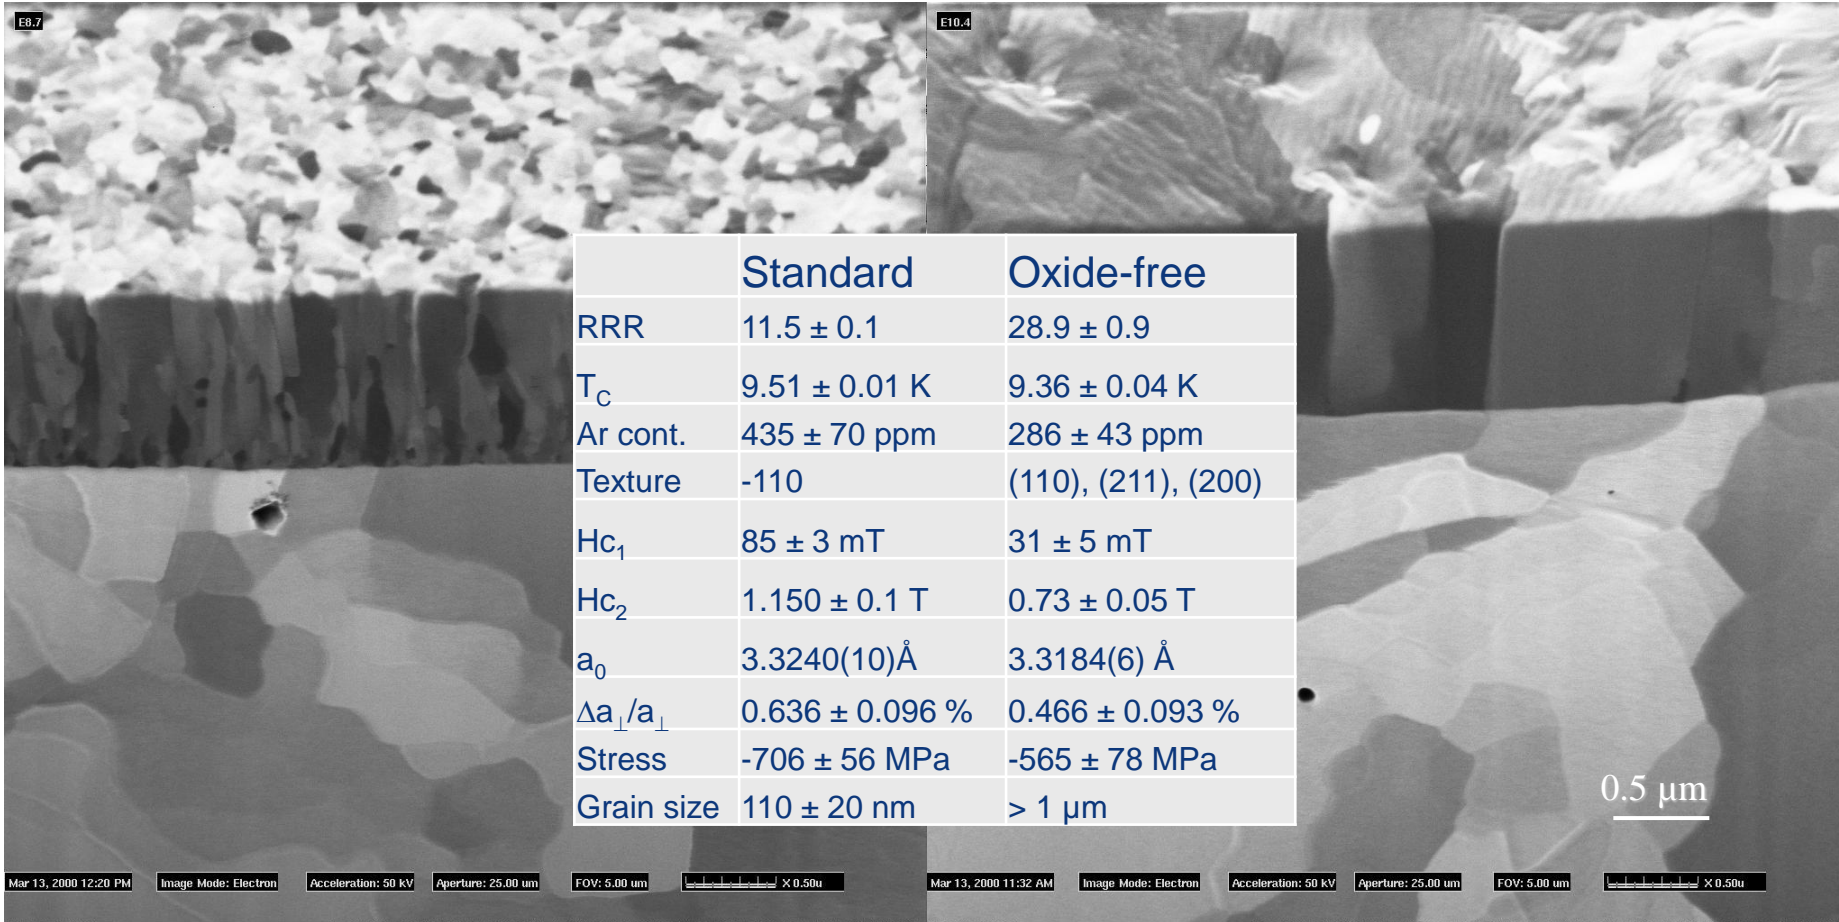 E8.7
E10.4
Standard Oxide-free
RRR 11.5 ± 0.1 28.9 ± 0.9
T_C 9.51 ± 0.01 K 9.36 ± 0.04 K
Ar cont. 435 ± 70 ppm 286 ± 43 ppm
Texture -110 (110), (211), (200)
Hc₁ 85 ± 3 mT 31 ± 5 mT
Hc₂ 1.150 ± 0.1 T 0.73 ± 0.05 T
a₀ 3.3240(10)Å 3.3184(6) Å
Δa⊥/a⊥ 0.636 ± 0.096 % 0.466 ± 0.093 %
Stress -706 ± 56 MPa -565 ± 78 MPa
Grain size 110 ± 20 nm > 1 µm
0.5 µm
Mar 13, 2000 12:20 PM Image Mode: Electron Acceleration: 50 kV Aperture: 25.00 um FOV: 5.00 um X 0.50u
Mar 13, 2000 11:32 AM Image Mode: Electron Acceleration: 50 kV Aperture: 25.00 um FOV: 5.00 um X 0.50u